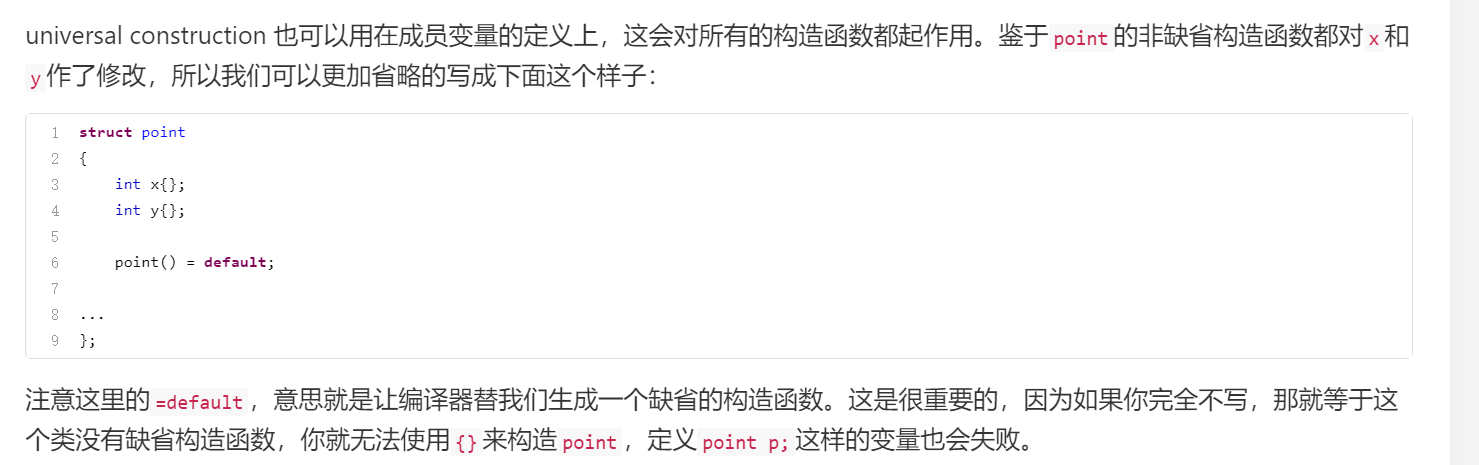 universal construction 也可以用在成员变量的定义上，这会对所有的构造函数都起作用。鉴于 point 的非缺省构造函数都对 x 和
y 作了修改，所以我们可以更加省略的写成下面这个样子：
1 struct point
2 {
3     int x{};
4     int y{};
5
6     point() = default;
7
8 ...
9 };
注意这里的 =default ，意思就是让编译器替我们生成一个缺省的构造函数。这是很重要的，因为如果你完全不写，那就等于这
个类没有缺省构造函数，你就无法使用 {} 来构造 point ，定义 point p; 这样的变量也会失败。